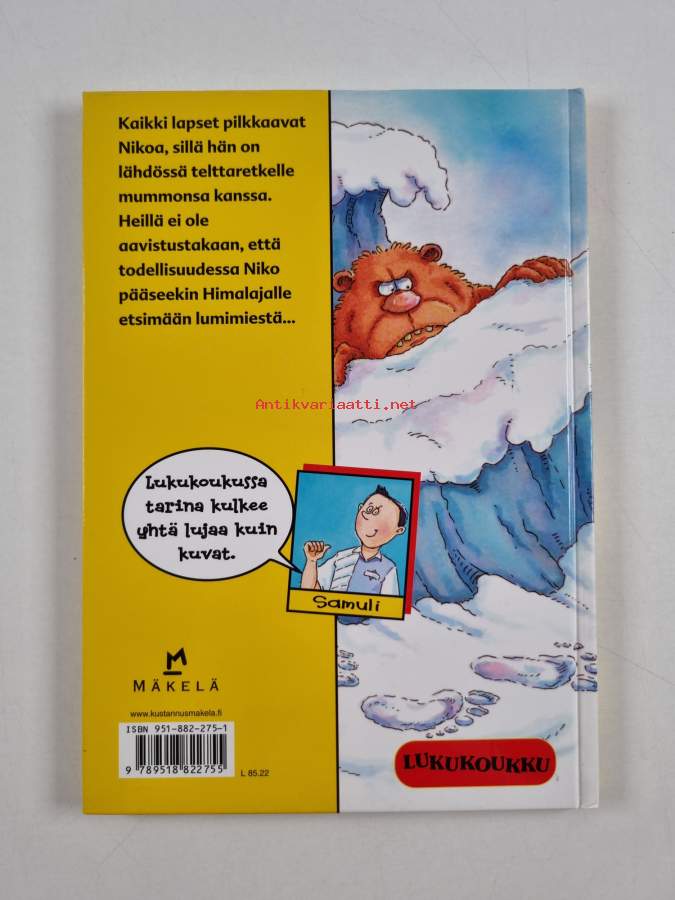 Kaikki lapset pilkkaavat
Nikoa, sillä hän on
lähdössä telttaretkelle
mummonsa kanssa.
Heillä ei ole
aavistustakaan, että
todellisuudessa Niko
pääseekin Himalajalle
etsimään lumimiestä...
Antikvariaatti.net
Lukukoukussa
tarina kulkee
yhtä lujaa kuin
kuvat.
Samuli
M
MÄKELÄ
www.kustannusmakela.fi
ISBN 951-882-275-1
9 789518 822755
L 85.22
LUKUKOUKKU